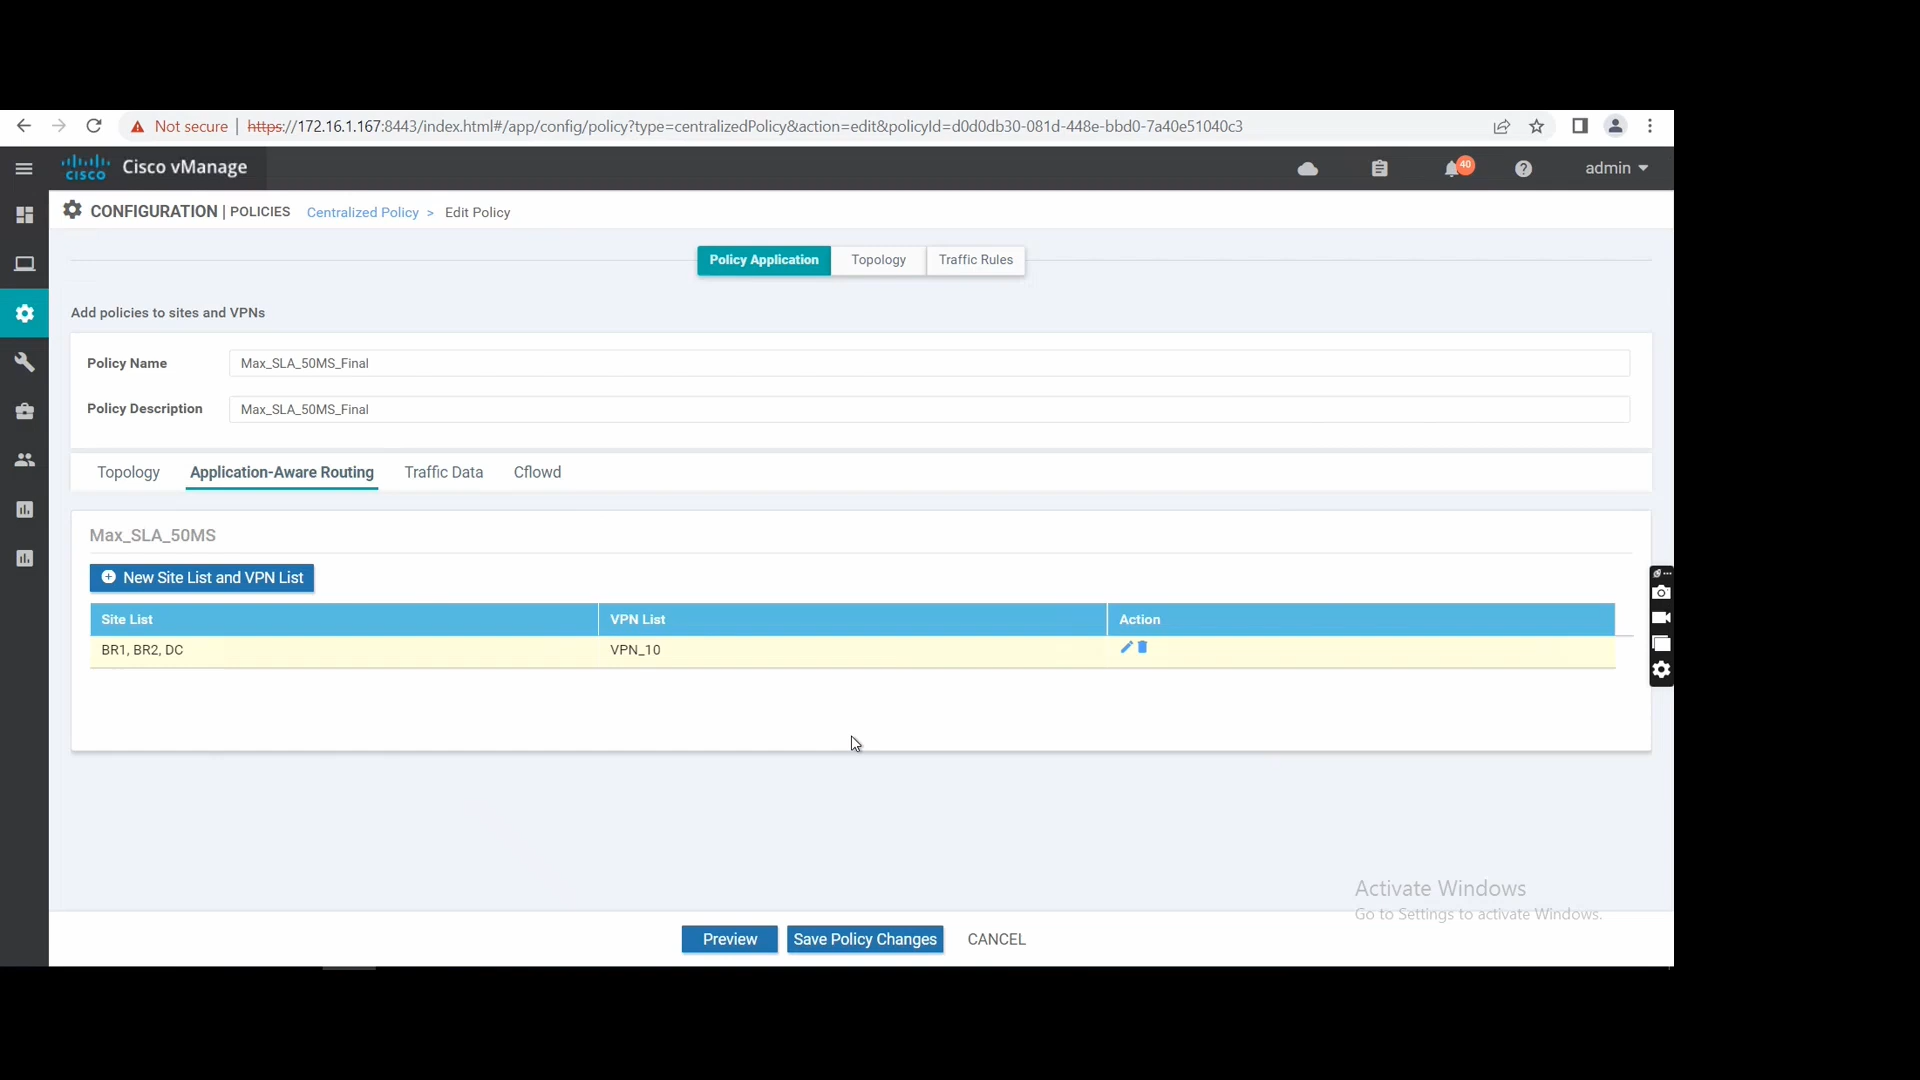 Not secure | https://172.16.1.167:8443/index.html#/app/config/policy?type=centralizedPolicy&action=edit&policyId=d0d0db30-081d-448e-bbd0-7a40e51040c3
cisco Cisco vManage 40 admin
CONFIGURATION | POLICIES Centralized Policy > Edit Policy
Policy Application Topology Traffic Rules
Add policies to sites and VPNs
Policy Name Max_SLA_50MS_Final
Policy Description Max_SLA_50MS_Final
Topology Application-Aware Routing Traffic Data Cflowd
Max_SLA_50MS
New Site List and VPN List
Site List VPN List Action
BR1, BR2, DC VPN_10
Activate Windows
Go to Settings to activate Windows.
Preview Save Policy Changes CANCEL